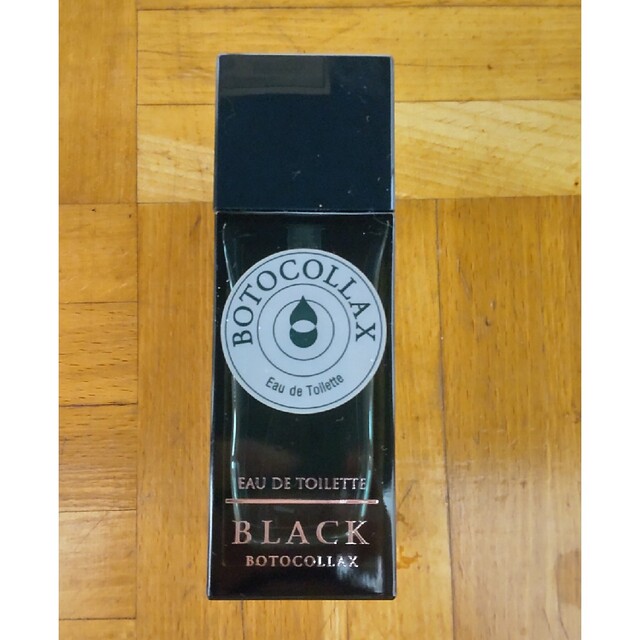 BOTOCOLLAX
Eau de Toilette
EAU DE TOILETTE
BLACK
BOTOCOLLAX